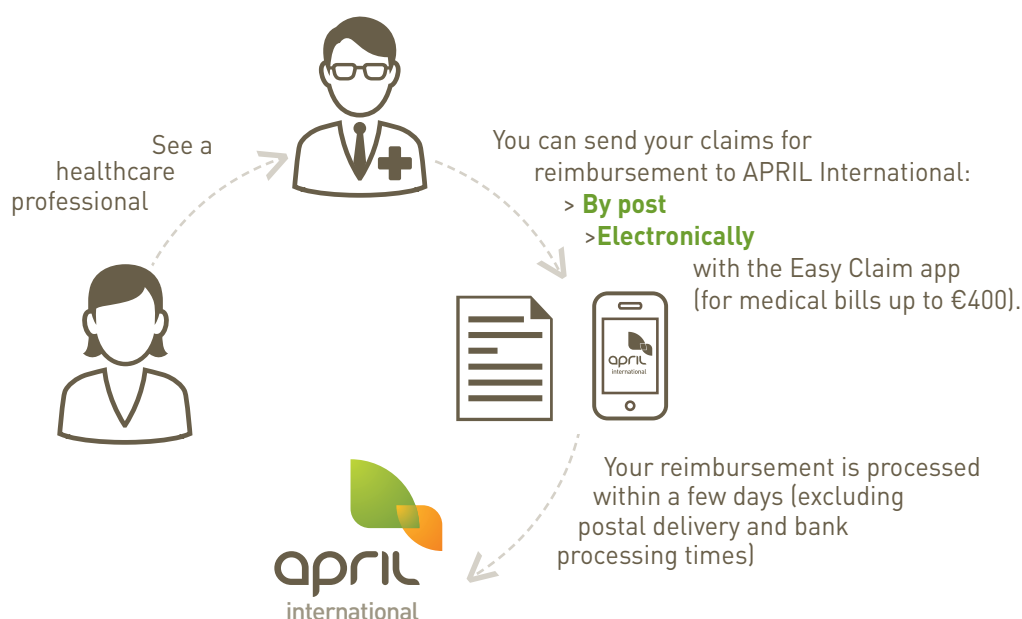 See a
healthcare
professional
You can send your claims for
reimbursement to APRIL International:
> By post
>Electronically
with the Easy Claim app
(for medical bills up to €400).
april
international
Your reimbursement is processed
within a few days (excluding
postal delivery and bank
processing times)
april
international